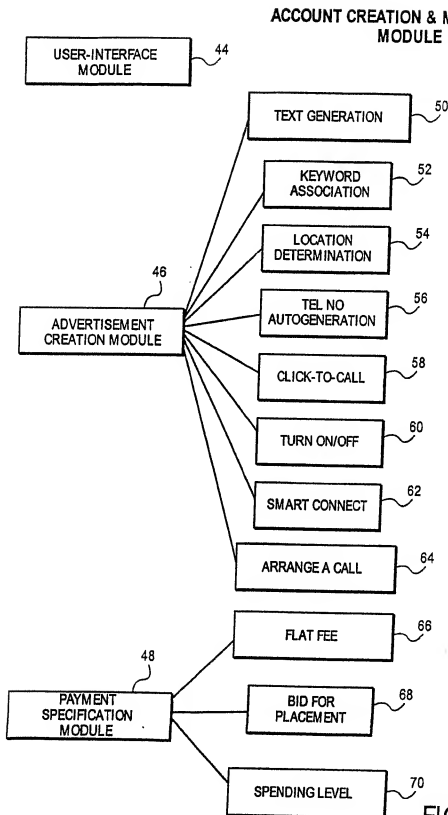 ACCOUNT CREATION &
MODULE
USER-INTERFACE
MODULE
44
TEXT GENERATION
50
KEYWORD
ASSOCIATION
52
LOCATION
DETERMINATION
54
46
ADVERTISEMENT
CREATION MODULE
TEL NO
AUTOGENERATION
56
CLICK-TO-CALL
58
TURN ON/OFF
60
SMART CONNECT
62
ARRANGE A CALL
64
FLAT FEE
66
48
PAYMENT
SPECIFICATION
MODULE
BID FOR
PLACEMENT
68
SPENDING LEVEL
70